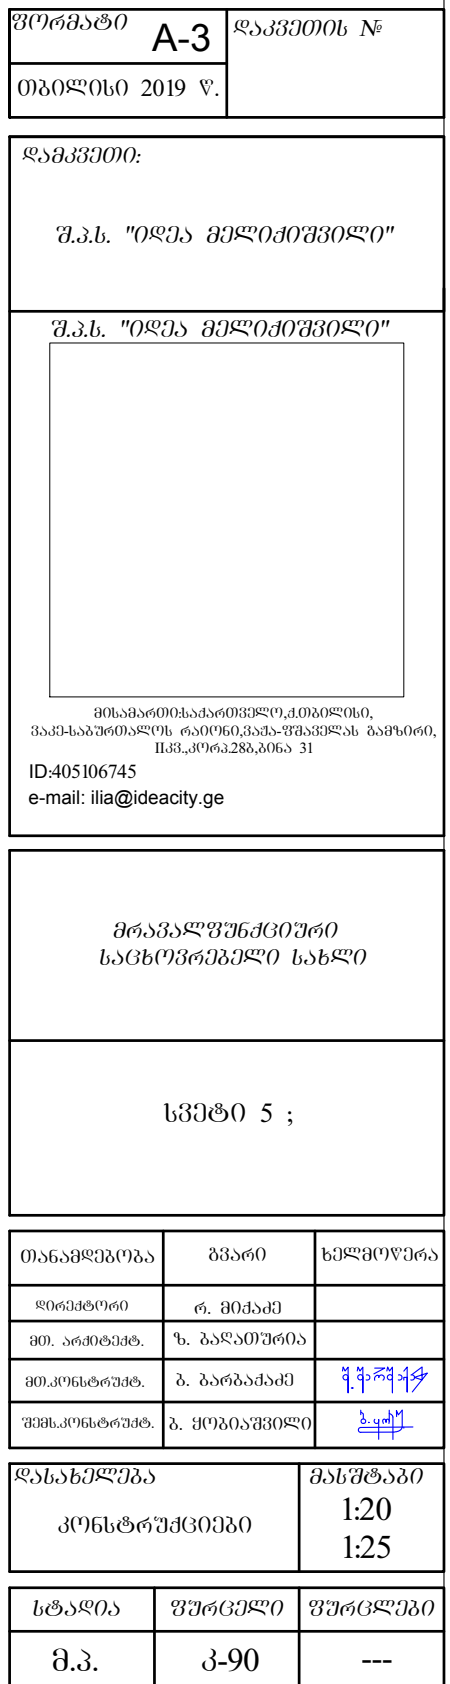 ფორმატი A-3 დაკვეთის №
თბილისი 2019 წ.
დამკვეთი:
შ.პ.ს. "იდეა მელიქიშვილი"
შ.პ.ს. "იდეა მელიქიშვილი"
მისამართი:საქართველო,ქ.თბილისი,
ვაკე-საბურთალოს რაიონი,ვაჟა-ფშაველას გამზირი,
IIკვ.,კორპ.28ბ,ბინა 31
ID:405106745
e-mail: ilia@ideacity.ge
მრავალფუნქციური
საცხოვრებელი სახლი
სვეტი 5 ;
თანამდებობა გვარი ხელმოწერა
დირექტორი რ. მიქაძე
მთ. არქიტექტ. ზ. ბაღათურია
მთ.კონსტრუქტ. ბ. ბარბაქაძე
შემს.კონსტრუქტ. ბ. ყობიაშვილი
დასახელება მასშტაბი
კონსტრუქციები 1:20
1:25
სტადია ფურცელი ფურცლები
მ.პ. კ-90 ---